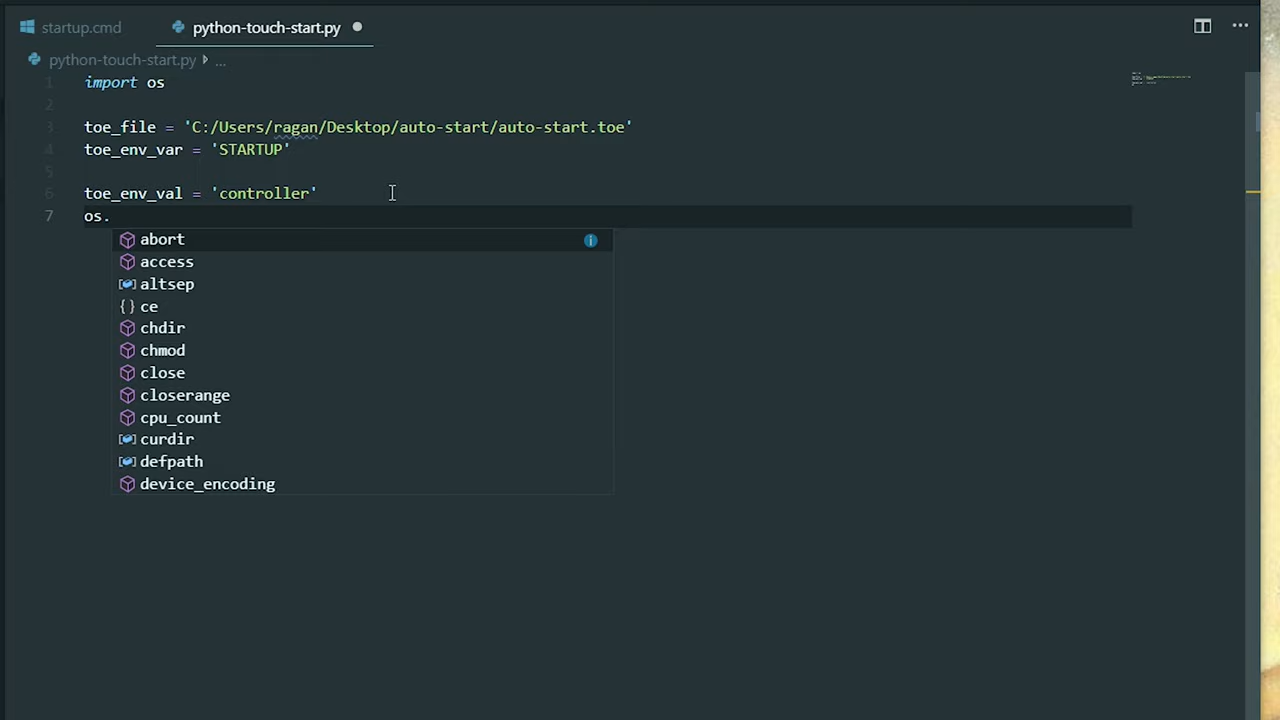 startup.cmd
python-touch-start.py
python-touch-start.py ...
1 import os
2
3 toe_file = 'C:/Users/ragan/Desktop/auto-start/auto-start.toe'
4 toe_env_var = 'STARTUP'
5
6 toe_env_val = 'controller'
7 os.
abort
access
altsep
{} ce
chdir
chmod
close
closerange
cpu_count
curdir
defpath
device_encoding